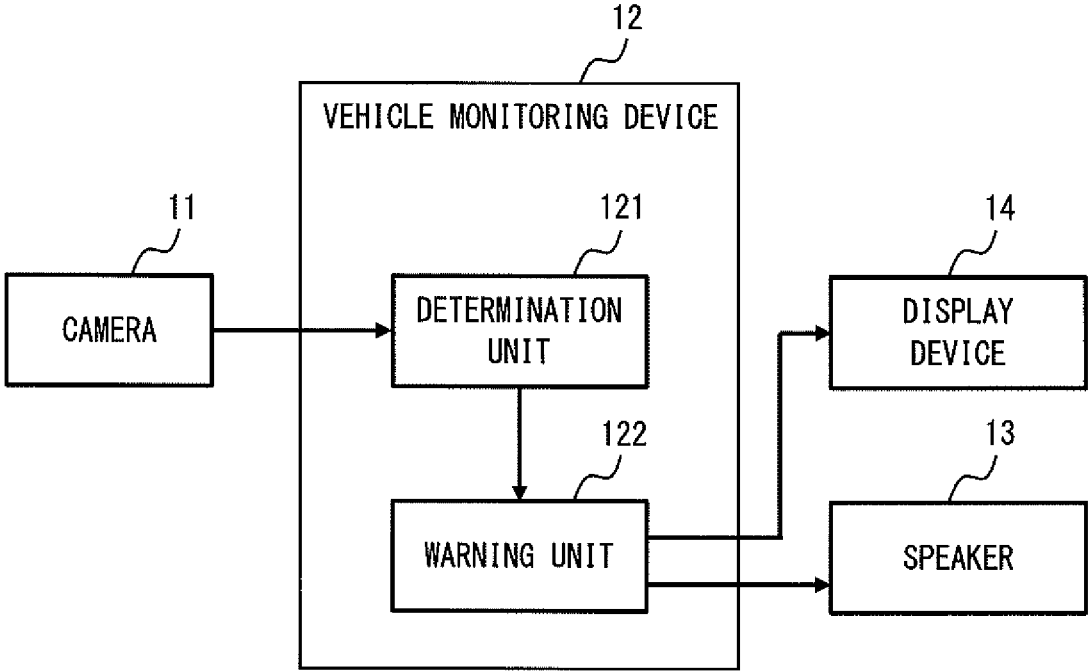 12
VEHICLE MONITORING DEVICE
11
121
14
CAMERA
DETERMINATION
UNIT
DISPLAY
DEVICE
122
13
WARNING UNIT
SPEAKER